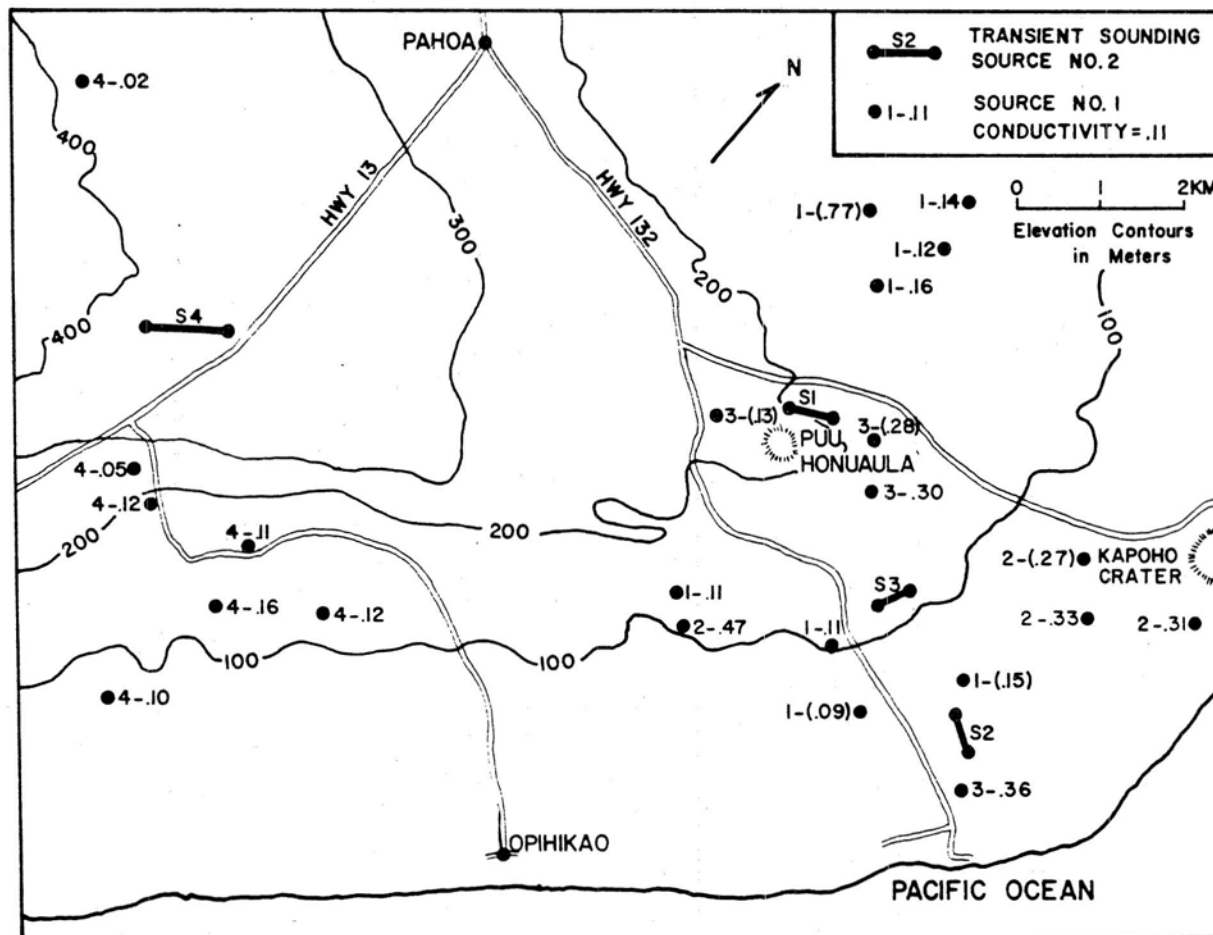 PAHOA
4-.02
N
S2
TRANSIENT SOUNDING
SOURCE NO. 2
1-.11
SOURCE NO. 1
CONDUCTIVITY = .11
0 1 2KM
Elevation Contours
in Meters
400
HWY 13
300
HWY 132
200
1-(.77)
1-.14
1-.12
1-.16
100
400
S4
S1
3-(.13)
3-(.28)
PUU
HONUAULA
3-.30
4-.05
4-.12
200
4-.11
200
2-(.27)
KAPOHO
CRATER
S3
4-.16
4-.12
1-.11
2-.47
1-.11
2-.33
2-.31
100
100
4-.10
1-(.15)
1-(.09)
S2
3-.36
OPIHIKAO
PACIFIC OCEAN